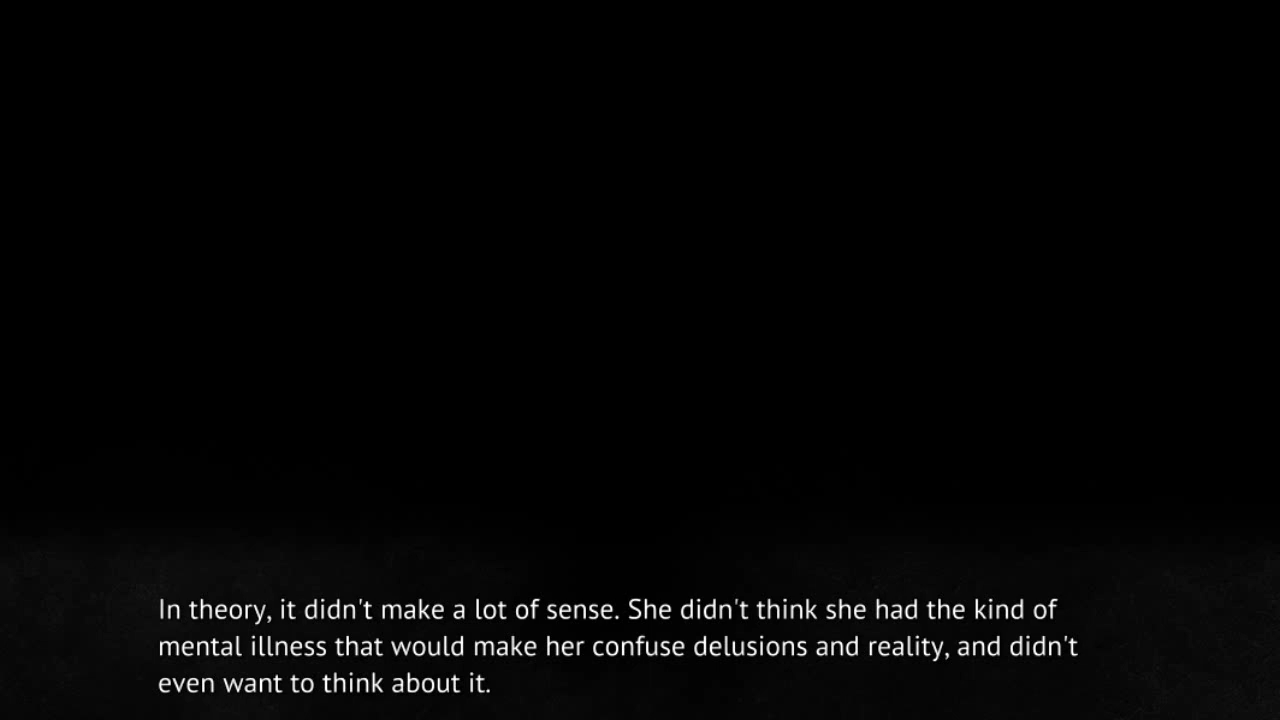 In theory, it didn't make a lot of sense. She didn't think she had the kind of
mental illness that would make her confuse delusions and reality, and didn't
even want to think about it.